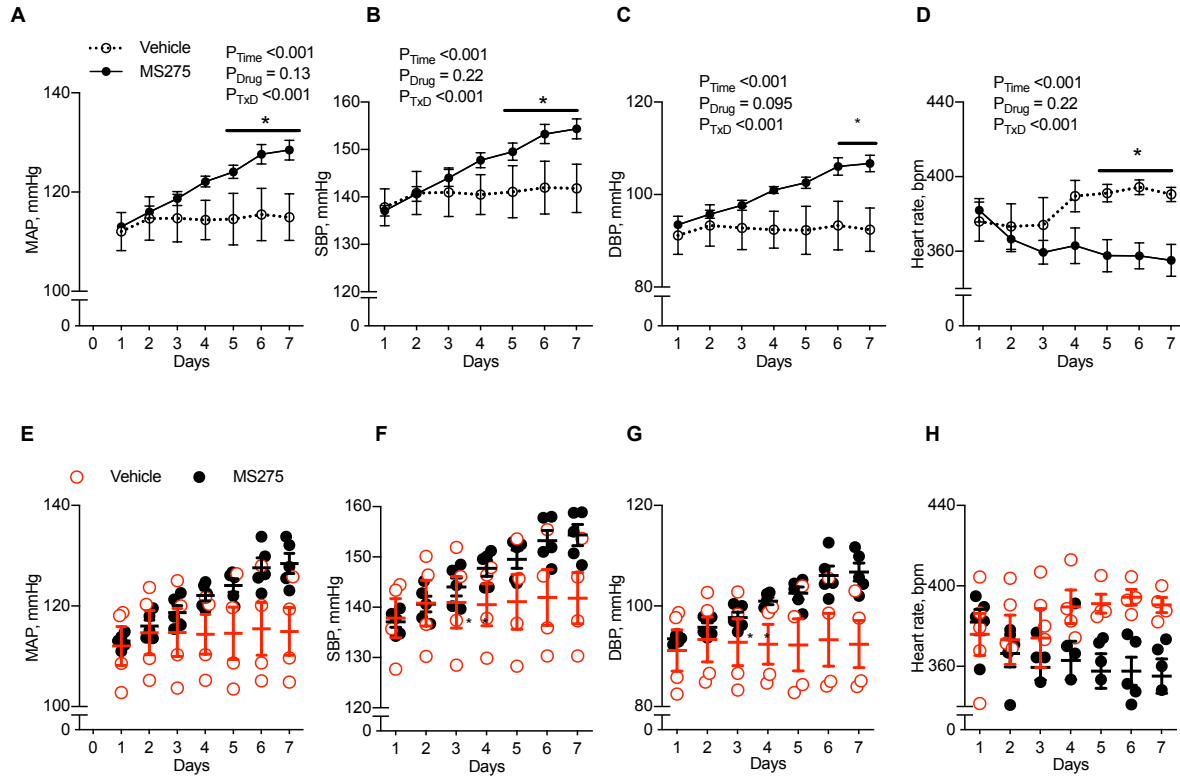 A
Vehicle
MS275
P_Time <0.001
P_Drug = 0.13
P_TxD <0.001
*
MAP, mmHg
140
120
100
0
0 1 2 3 4 5 6 7
Days
B
P_Time <0.001
P_Drug = 0.22
P_TxD <0.001
*
SBP, mmHg
160
150
140
130
120
0
1 2 3 4 5 6 7
Days
C
P_Time <0.001
P_Drug = 0.095
P_TxD <0.001
*
DBP, mmHg
120
100
80
0
1 2 3 4 5 6 7
Days
D
P_Time <0.001
P_Drug = 0.22
P_TxD <0.001
*
Heart rate, bpm
440
400
360
0
1 2 3 4 5 6 7
Days
E
Vehicle
MS275
MAP, mmHg
140
120
100
0
0 1 2 3 4 5 6 7
Days
F
SBP, mmHg
160
150
140
130
120
0
* *
1 2 3 4 5 6 7
Days
G
DBP, mmHg
120
100
80
0
* *
1 2 3 4 5 6 7
Days
H
Heart rate, bpm
440
400
360
0
1 2 3 4 5 6 7
Days